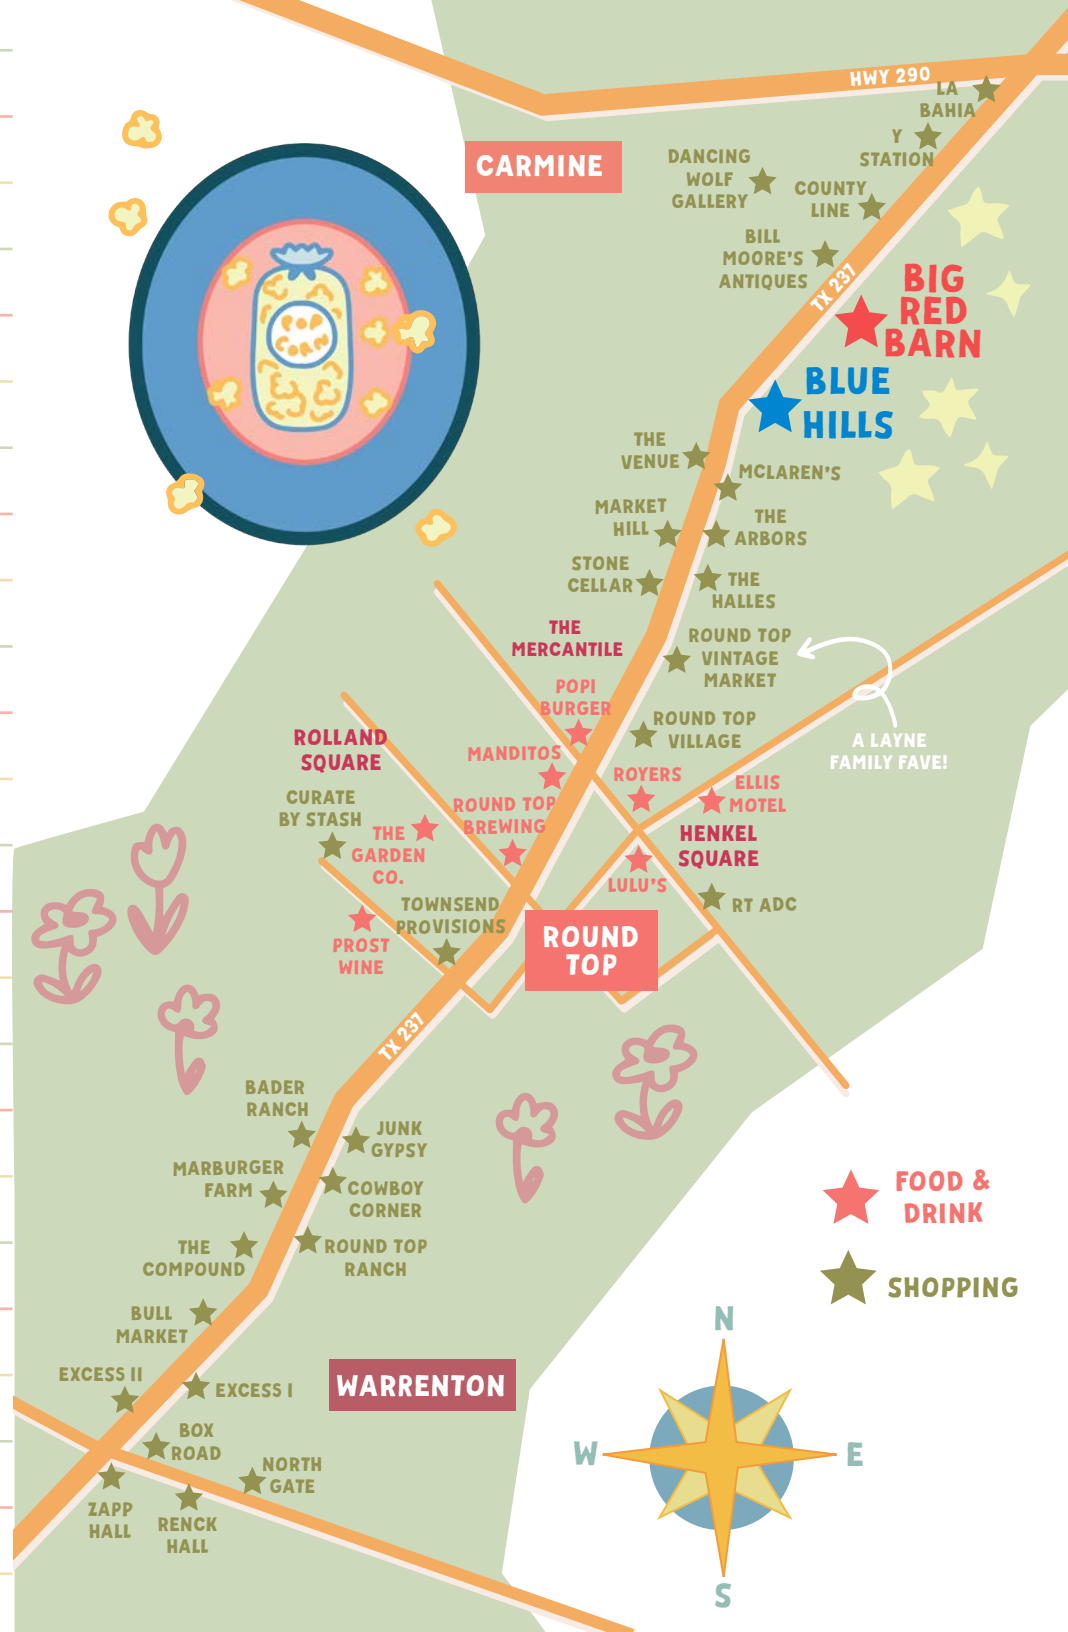 HWY 290
LA
BAHIA
Y
STATION
CARMINE
DANCING
WOLF
GALLERY
COUNTY
LINE
BILL
MOORE'S
ANTIQUES
TX 237
BIG
RED
BARN
BLUE
HILLS
THE
VENUE
MCLAREN'S
MARKET
HILL
THE
ARBORS
STONE
CELLAR
THE
HALLES
THE
MERCANTILE
ROUND TOP
VINTAGE
MARKET
POPI
BURGER
ROUND TOP
VILLAGE
A LAYNE
FAMILY FAVE!
ROLLAND
SQUARE
MANDITOS
ROYERS
ELLIS
MOTEL
CURATE
BY STASH
ROUND TOP
BREWING
THE
GARDEN
CO.
HENKEL
SQUARE
LULU'S
RT ADC
TOWNSEND
PROVISIONS
PROST
WINE
ROUND
TOP
TX 237
BADER
RANCH
JUNK
GYPSY
MARBURGER
FARM
COWBOY
CORNER
THE
COMPOUND
ROUND TOP
RANCH
BULL
MARKET
EXCESS II
EXCESS I
WARRENTON
BOX
ROAD
NORTH
GATE
ZAPP
HALL
RENCK
HALL
FOOD &
DRINK
SHOPPING
N
W
E
S